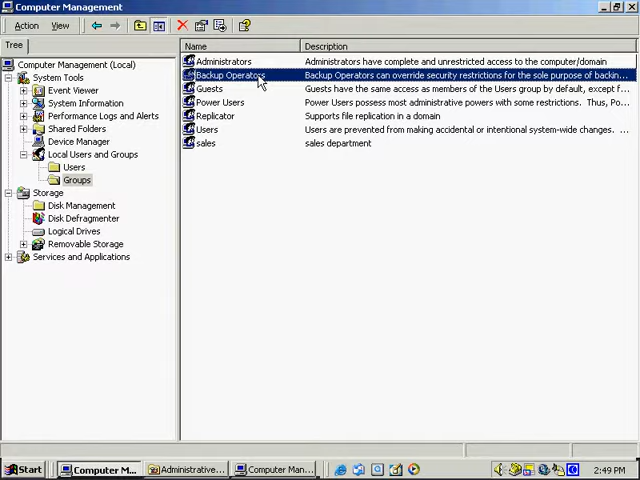 Computer Management
Action View
Tree
Name Description
Computer Management (Local)
System Tools
Event Viewer
System Information
Performance Logs and Alerts
Shared Folders
Device Manager
Local Users and Groups
Users
Groups
Storage
Disk Management
Disk Defragmenter
Logical Drives
Removable Storage
Services and Applications
Administrators Administrators have complete and unrestricted access to the computer/domain
Backup Operators Backup Operators can override security restrictions for the sole purpose of backin...
Guests Guests have the same access as members of the Users group by default, except f...
Power Users Power Users possess most administrative powers with some restrictions. Thus, Po...
Replicator Supports file replication in a domain
Users Users are prevented from making accidental or intentional system-wide changes. ...
sales sales department
Start Computer M... Administrative... Computer Man... 2:49 PM